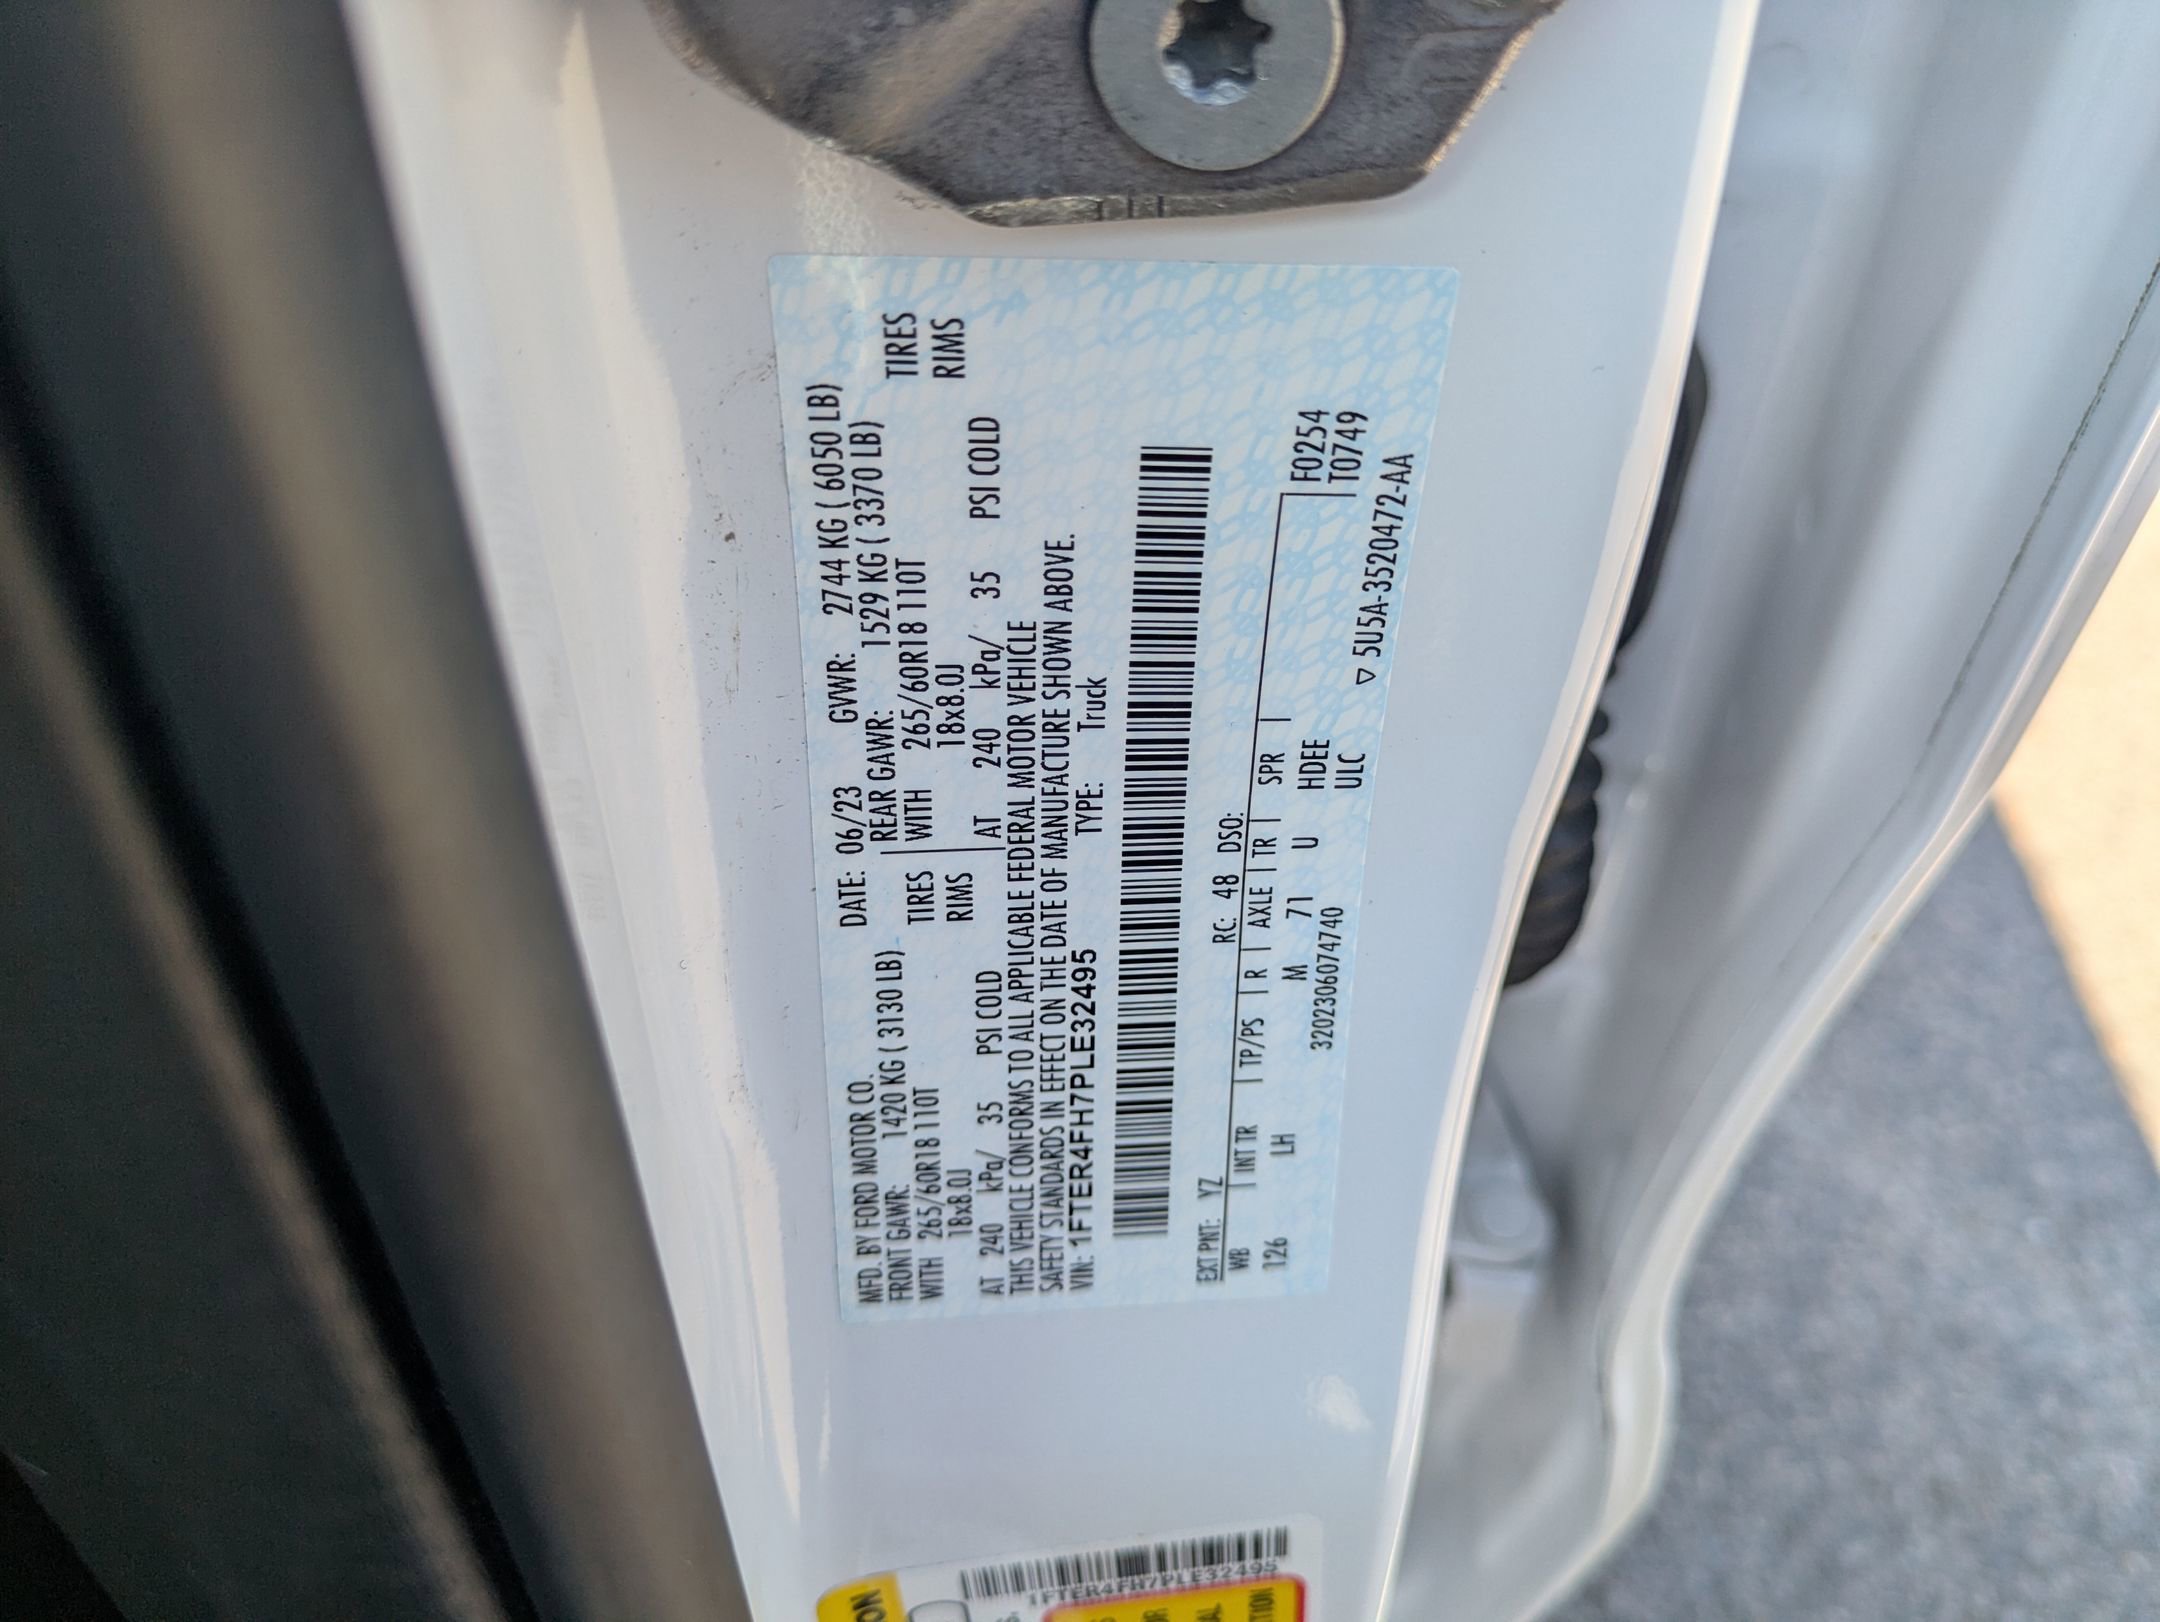 MFD. BY FORD MOTOR CO. DATE: 06/23 GVWR: 2744 KG ( 6050 LB)
FRONT GAWR: 1420 KG ( 3130 LB) REAR GAWR: 1529 KG ( 3370 LB)
WITH 265/60R18 110T TIRES WITH 265/60R18 110T TIRES
18x8.0J RIMS 18x8.0J RIMS
AT 240 kPa/ 35 PSI COLD AT 240 kPa/ 35 PSI COLD
THIS VEHICLE CONFORMS TO ALL APPLICABLE FEDERAL MOTOR VEHICLE
SAFETY STANDARDS IN EFFECT ON THE DATE OF MANUFACTURE SHOWN ABOVE.
VIN: 1FTER4FH7PLE32495 TYPE: Truck
EXT PNT: YZ RC: 48 DSO:
WB | INT TR | TP/PS | R | AXLE | TR | SPR | F0254
126 LH M 71 U HDEE T0749
320230607 4740 ULC
▽ 5U5A-3520472-AA
1FTER4FH7PLE32495
ION
TION